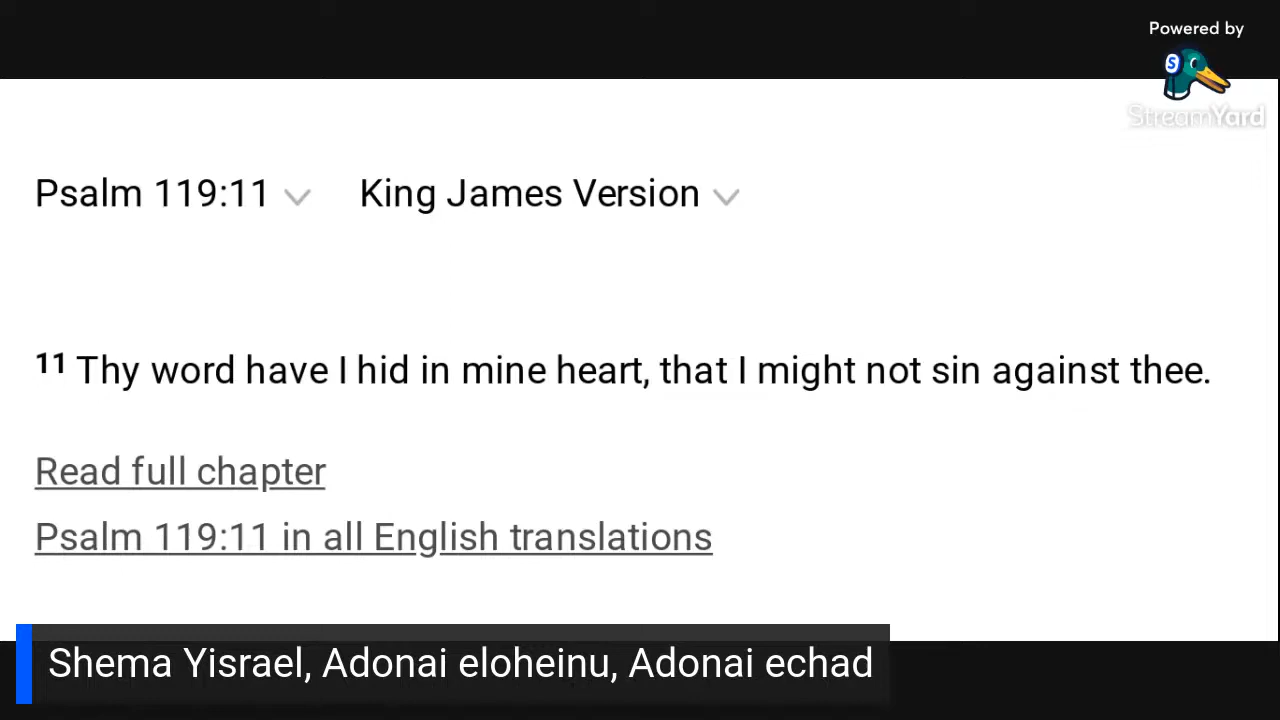 Powered by
S
StreamYard
Psalm 119:11 King James Version
11 Thy word have I hid in mine heart, that I might not sin against thee.
Read full chapter
Psalm 119:11 in all English translations
Shema Yisrael, Adonai eloheinu, Adonai echad